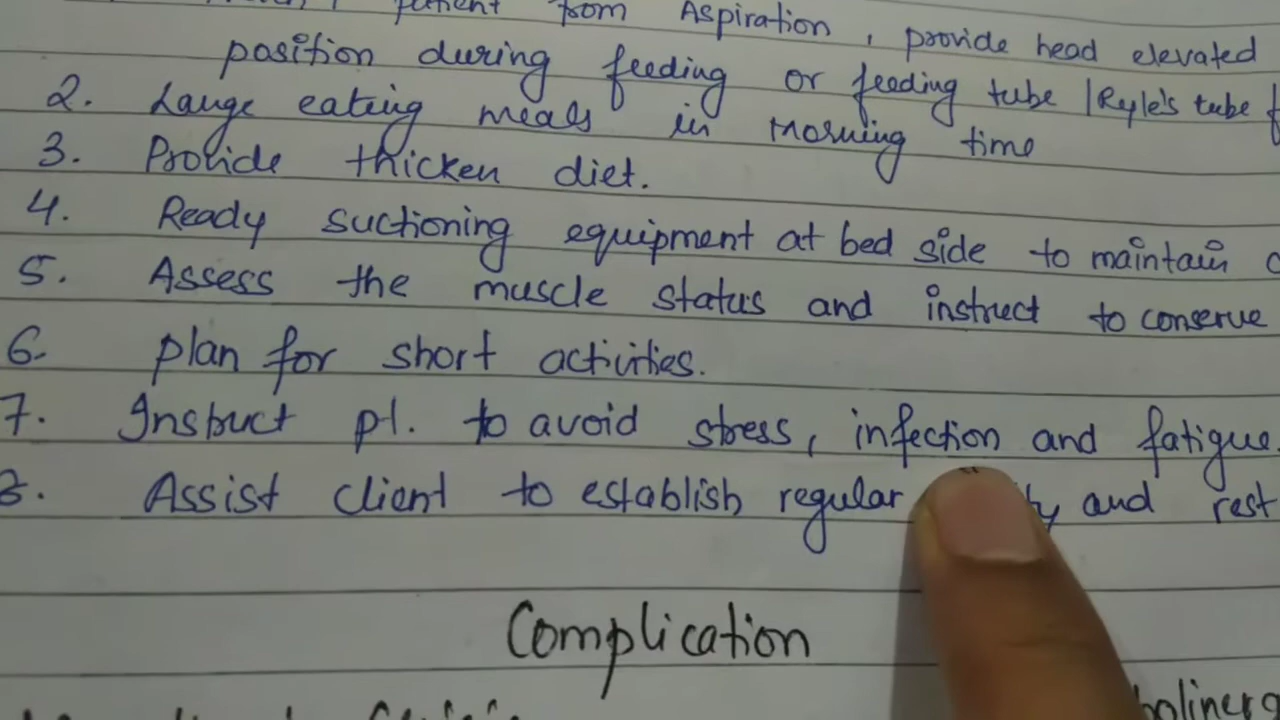 patient from Aspiration, provide head elevated
position during feeding or feeding tube / Ryle's tube
2. Lauge eating meals in Morning time
3. Provide thicken diet.
4. Ready suctioning equipment at bed side to maintain
5. Assess the muscle status and instruct to conserve
6. plan for short activities.
7. Instruct pt. to avoid stress, infection and fatigue.
8. Assist client to establish regular and rest
Complication